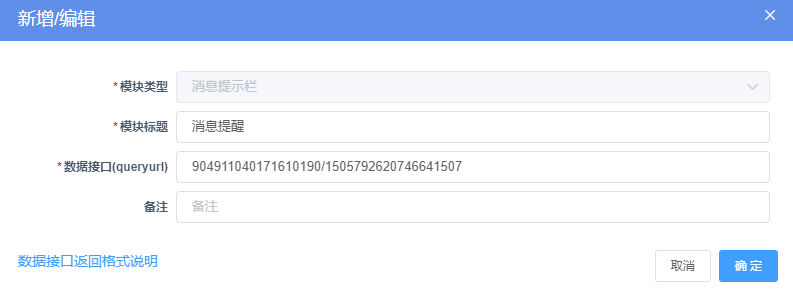 新增/编辑
*模块类型 消息提示栏
*模块标题 消息提醒
*数据接口(queryurl) 904911040171610190/1505792620746641507
备注 备注
数据接口返回格式说明 取消 确定